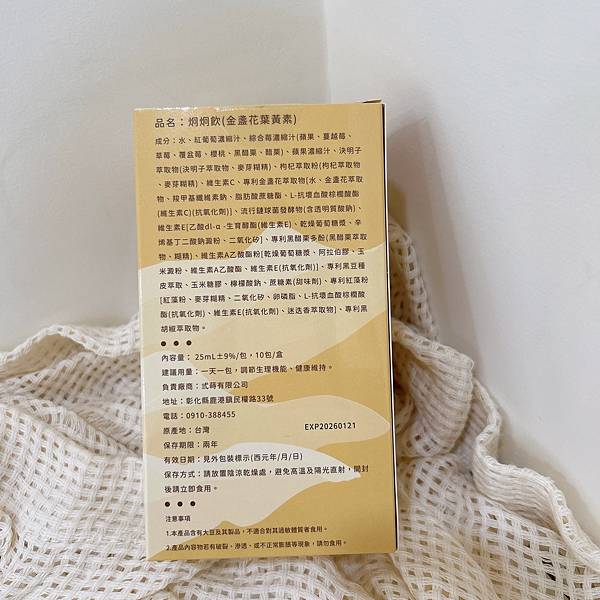 品名：炯炯飲(金盞花葉黃素)
成分：水、紅葡萄濃縮汁、綜合莓濃縮汁(蘋果、蔓越莓、
草莓、覆盆莓、櫻桃、黑醋栗、醋栗)、蘋果濃縮汁、決明子
萃取物(決明子萃取物、麥芽糊精)、枸杞萃取粉(枸杞萃取物
、麥芽糊精)、維生素C、專利金盞花萃取物[水、金盞花萃取
物、羧甲基纖維素鈉、脂肪酸蔗糖酯、L-抗壞血酸棕櫚酸酯
(維生素C)(抗氧化劑)]、流行鏈球菌發酵物(含透明質酸鈉)、
維生素E[乙酸dl-α-生育醇酯(維生素E)、乾燥葡萄糖漿、辛
烯基丁二酸鈉澱粉、二氧化矽]、專利黑醋栗多酚(黑醋栗萃取
物、糊精)、維生素A乙酸酯粉[乾燥葡萄糖漿、阿拉伯膠、玉
米澱粉、維生素A乙酸酯、維生素E(抗氧化劑)]、專利黑豆種
皮萃取、玉米糖膠、檸檬酸鈉、蔗糖素(甜味劑)、專利紅藻粉
[紅藻粉、麥芽糊精、二氧化矽、卵磷脂、L-抗壞血酸棕櫚酸
酯(抗氧化劑)、維生素E(抗氧化劑)、迷迭香萃取物]、專利黑
胡椒萃取物。
內容量： 25mL±9%/包，10包/盒
建議用量：一天一包，調節生理機能、健康維持。
負責廠商：弍蒔有限公司
地址：彰化縣鹿港鎮民權路33號
電話：0910-388455
原產地：台灣
EXP20260121
保存期限：兩年
有效日期：見外包裝標示(西元年/月/日)
保存方式：請放置陰涼乾燥處，避免高溫及陽光直射，開封
後請立即食用。
注意事項
1.本產品含有大豆及其製品，不適合對其過敏體質者食用。
2.產品內容物若有破裂、滲透、或不正常膨脹等現象，請勿食用。